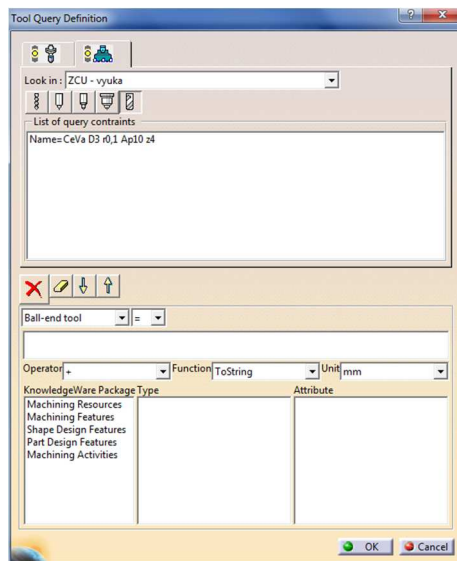 Tool Query Definition
Look in : ZCU - vyuka
List of query contraints
Name=CeVa D3 r0,1 Ap10 z4
Ball-end tool =
Operator + Function ToString Unit mm
KnowledgeWare Package Type Attribute
Machining Resources
Machining Features
Shape Design Features
Part Design Features
Machining Activities
OK Cancel